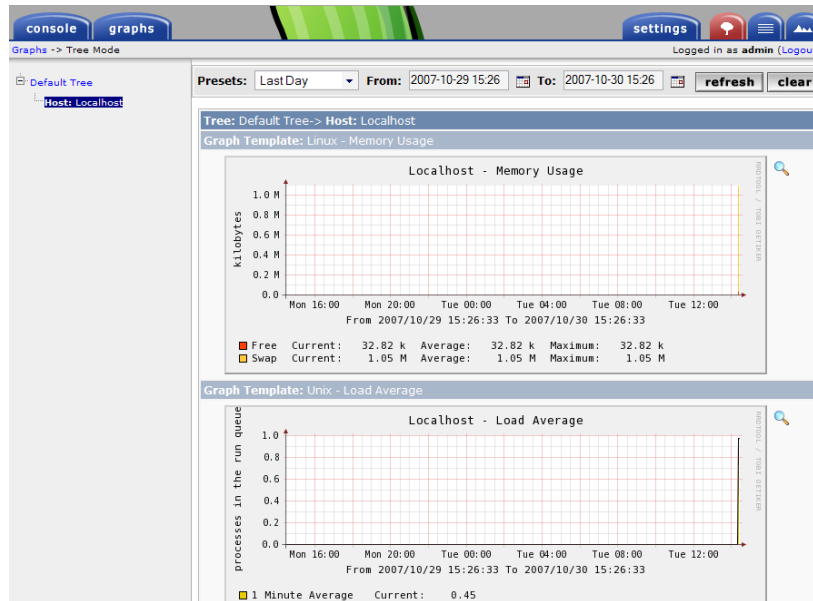 console graphs settings
Graphs -> Tree Mode Logged in as admin (Logou
Default Tree
Host: Localhost
Presets: Last Day From: 2007-10-29 15:26 To: 2007-10-30 15:26 refresh clear
Tree: Default Tree-> Host: Localhost
Graph Template: Linux - Memory Usage
Localhost - Memory Usage
RRDTOOL / TOBI OETIKER
kilobytes
1.0 M
0.8 M
0.6 M
0.4 M
0.2 M
0.0
Mon 16:00 Mon 20:00 Tue 00:00 Tue 04:00 Tue 08:00 Tue 12:00
From 2007/10/29 15:26:33 To 2007/10/30 15:26:33
Free Current: 32.82 k Average: 32.82 k Maximum: 32.82 k
Swap Current: 1.05 M Average: 1.05 M Maximum: 1.05 M
Graph Template: Unix - Load Average
Localhost - Load Average
RRDTOOL / TOBI OETIKER
processes in the run queue
1.0
0.8
0.6
0.4
0.2
0.0
Mon 16:00 Mon 20:00 Tue 00:00 Tue 04:00 Tue 08:00 Tue 12:00
From 2007/10/29 15:26:33 To 2007/10/30 15:26:33
1 Minute Average Current: 0.45